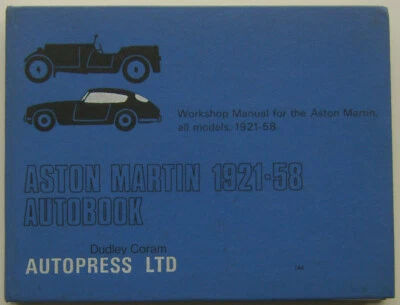 Workshop Manual for the Aston Martin,
all models, 1921-58
ASTON MARTIN 1921-58
AUTOBOOK
Dudley Coram
AUTOPRESS LTD